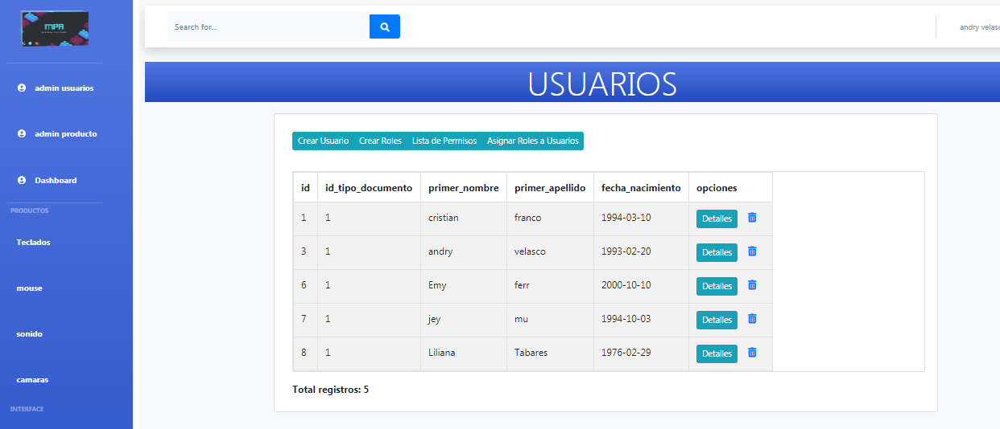 MPA
admin usuarios
admin producto
Dashboard
PRODUCTOS
Teclados
mouse
sonido
camaras
INTERFACE
Search for...
andry velasc
USUARIOS
Crear Usuario Crear Roles Lista de Permisos Asignar Roles a Usuarios
id id_tipo_documento primer_nombre primer_apellido fecha_nacimiento opciones
1 1 cristian franco 1994-03-10 Detalles
3 1 andry velasco 1993-02-20 Detalles
6 1 Emy ferr 2000-10-10 Detalles
7 1 jey mu 1994-10-03 Detalles
8 1 Liliana Tabares 1976-02-29 Detalles
Total registros: 5